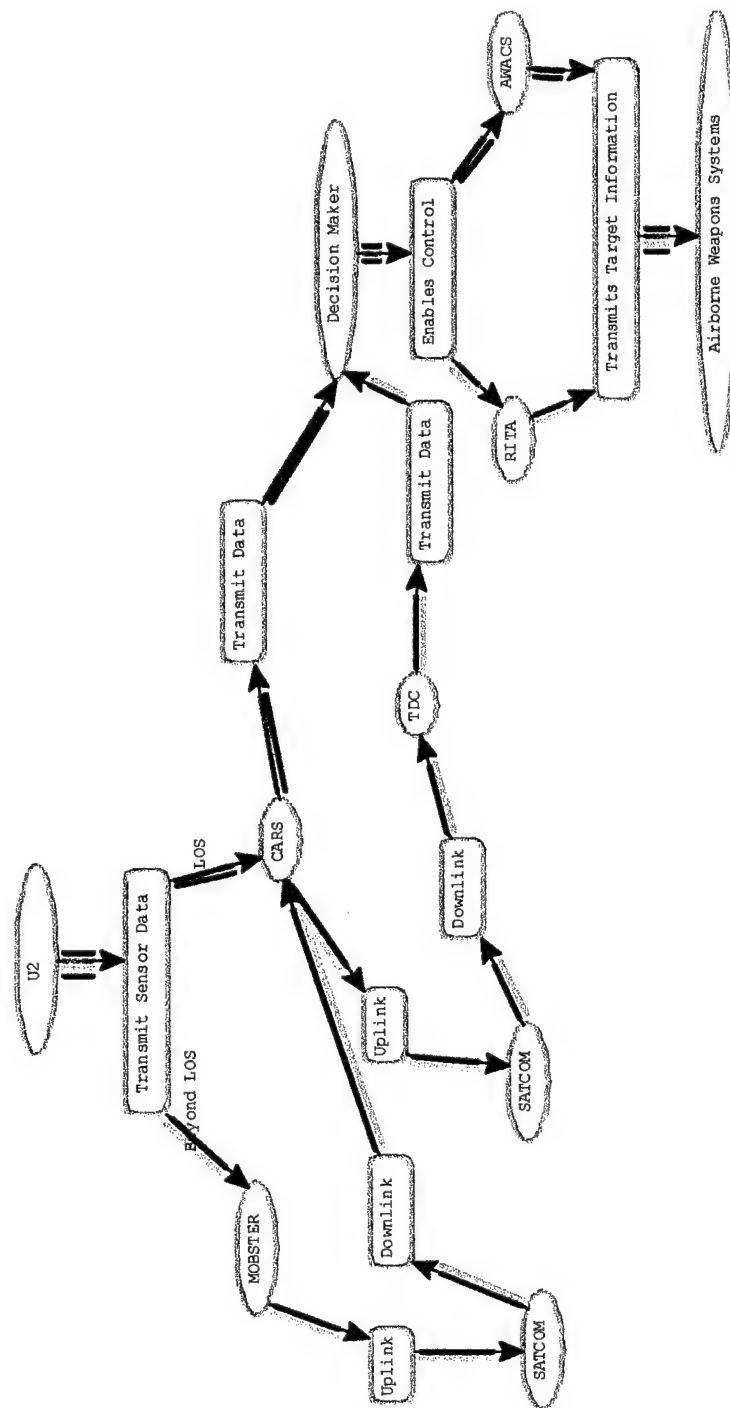 U2
Transmit Sensor Data
Beyond LOS
LOS
MOBSTER
CARS
Transmit Data
Decision Maker
Uplink
Downlink
Uplink
Downlink
TDC
Transmit Data
Enables Control
SATCOM
SATCOM
RITA
AWACS
Transmits Target Information
Airborne Weapons Systems